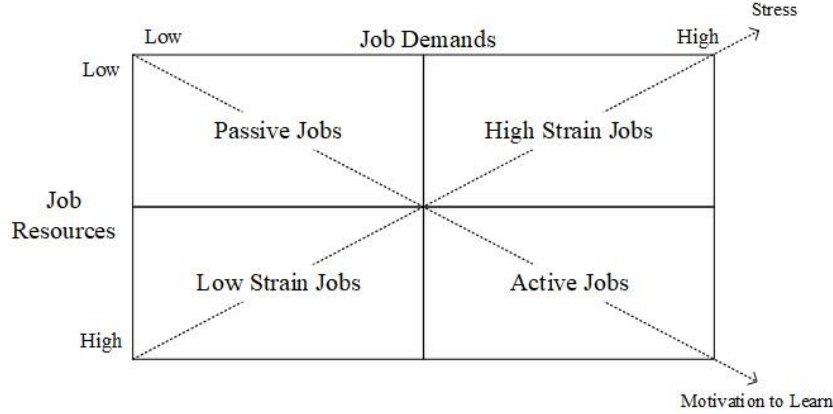 Stress
Low
Job Demands
High
Low
Passive Jobs
High Strain Jobs
Job
Resources
Low Strain Jobs
Active Jobs
High
Motivation to Learn